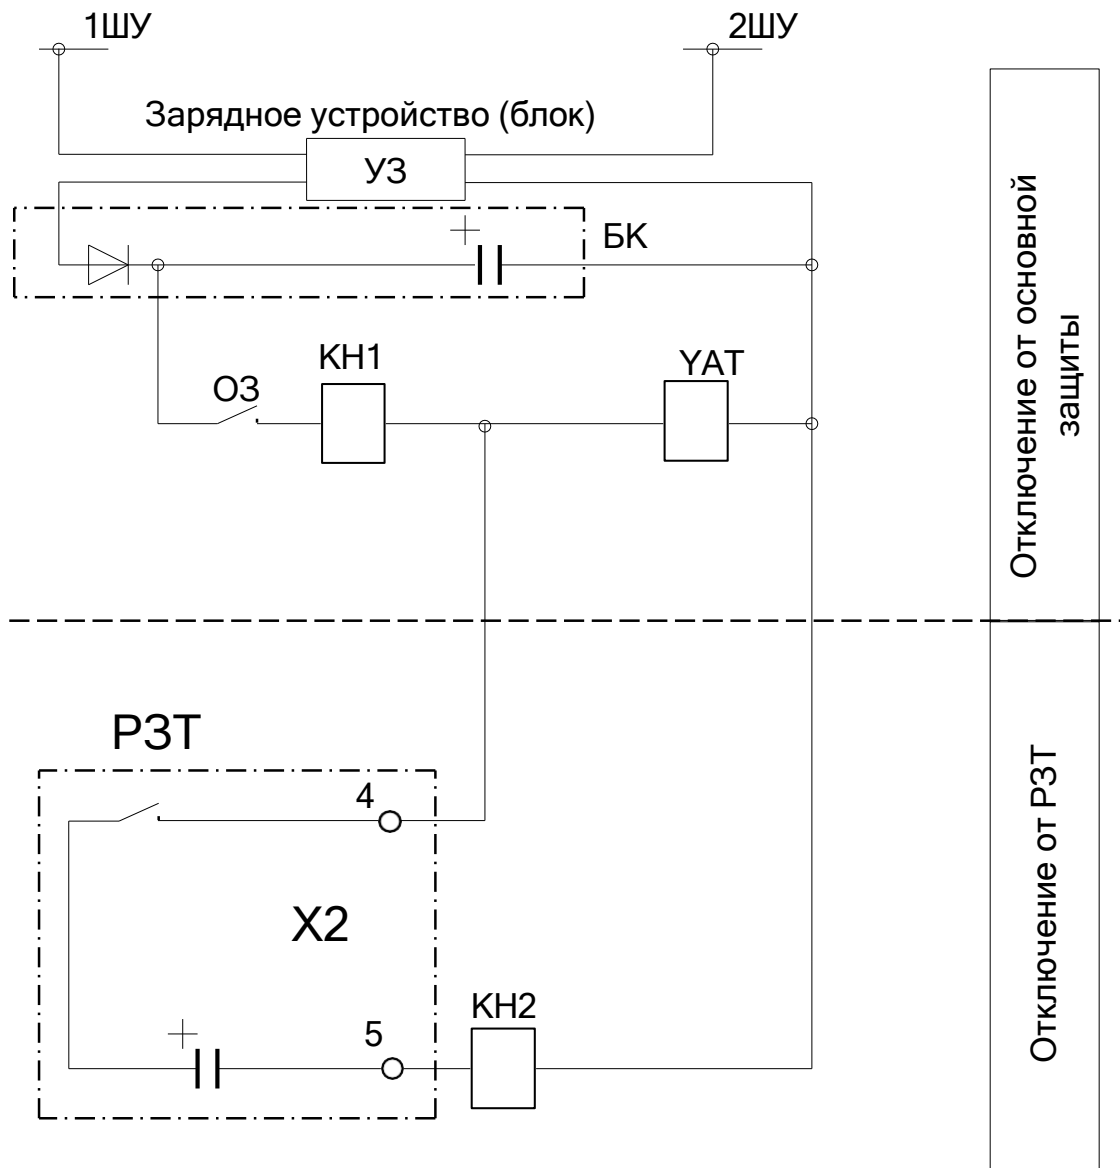 1ШУ
2ШУ
Зарядное устройство (блок)
УЗ
+
БК
КН1
YAT
ОЗ
Отключение от основной
защиты
РЗТ
4
Х2
+
5
КН2
Отключение от РЗТ